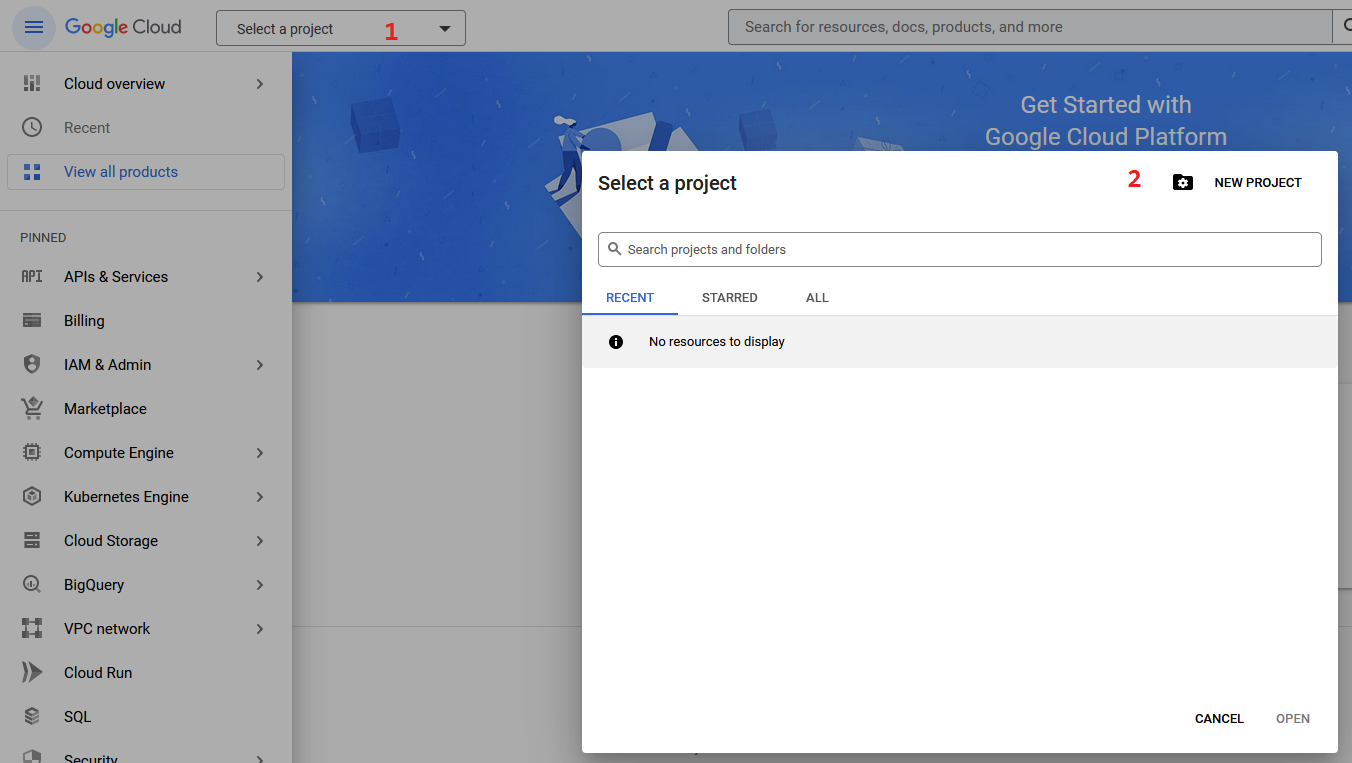 Google Cloud
Select a project
1
Search for resources, docs, products, and more
Cloud overview
Recent
View all products
PINNED
API APIs & Services
Billing
IAM & Admin
Marketplace
Compute Engine
Kubernetes Engine
Cloud Storage
BigQuery
VPC network
Cloud Run
SQL
Security
Get Started with
Google Cloud Platform
Select a project
2
NEW PROJECT
Search projects and folders
RECENT STARRED ALL
No resources to display
CANCEL OPEN